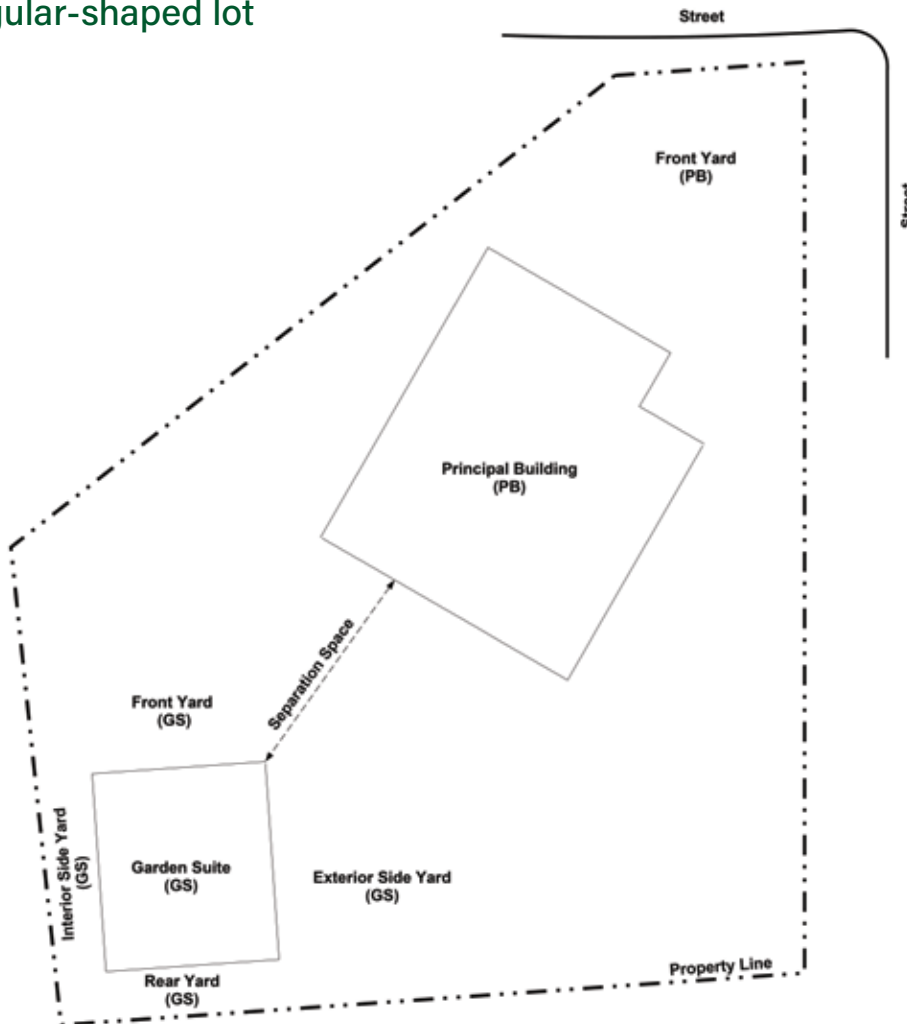 gular-shaped lot
Street
Front Yard
(PB)
Street
Principal Building
(PB)
Separation Space
Front Yard
(GS)
Interior Side Yard
(GS)
Garden Suite
(GS)
Exterior Side Yard
(GS)
Rear Yard
(GS)
Property Line